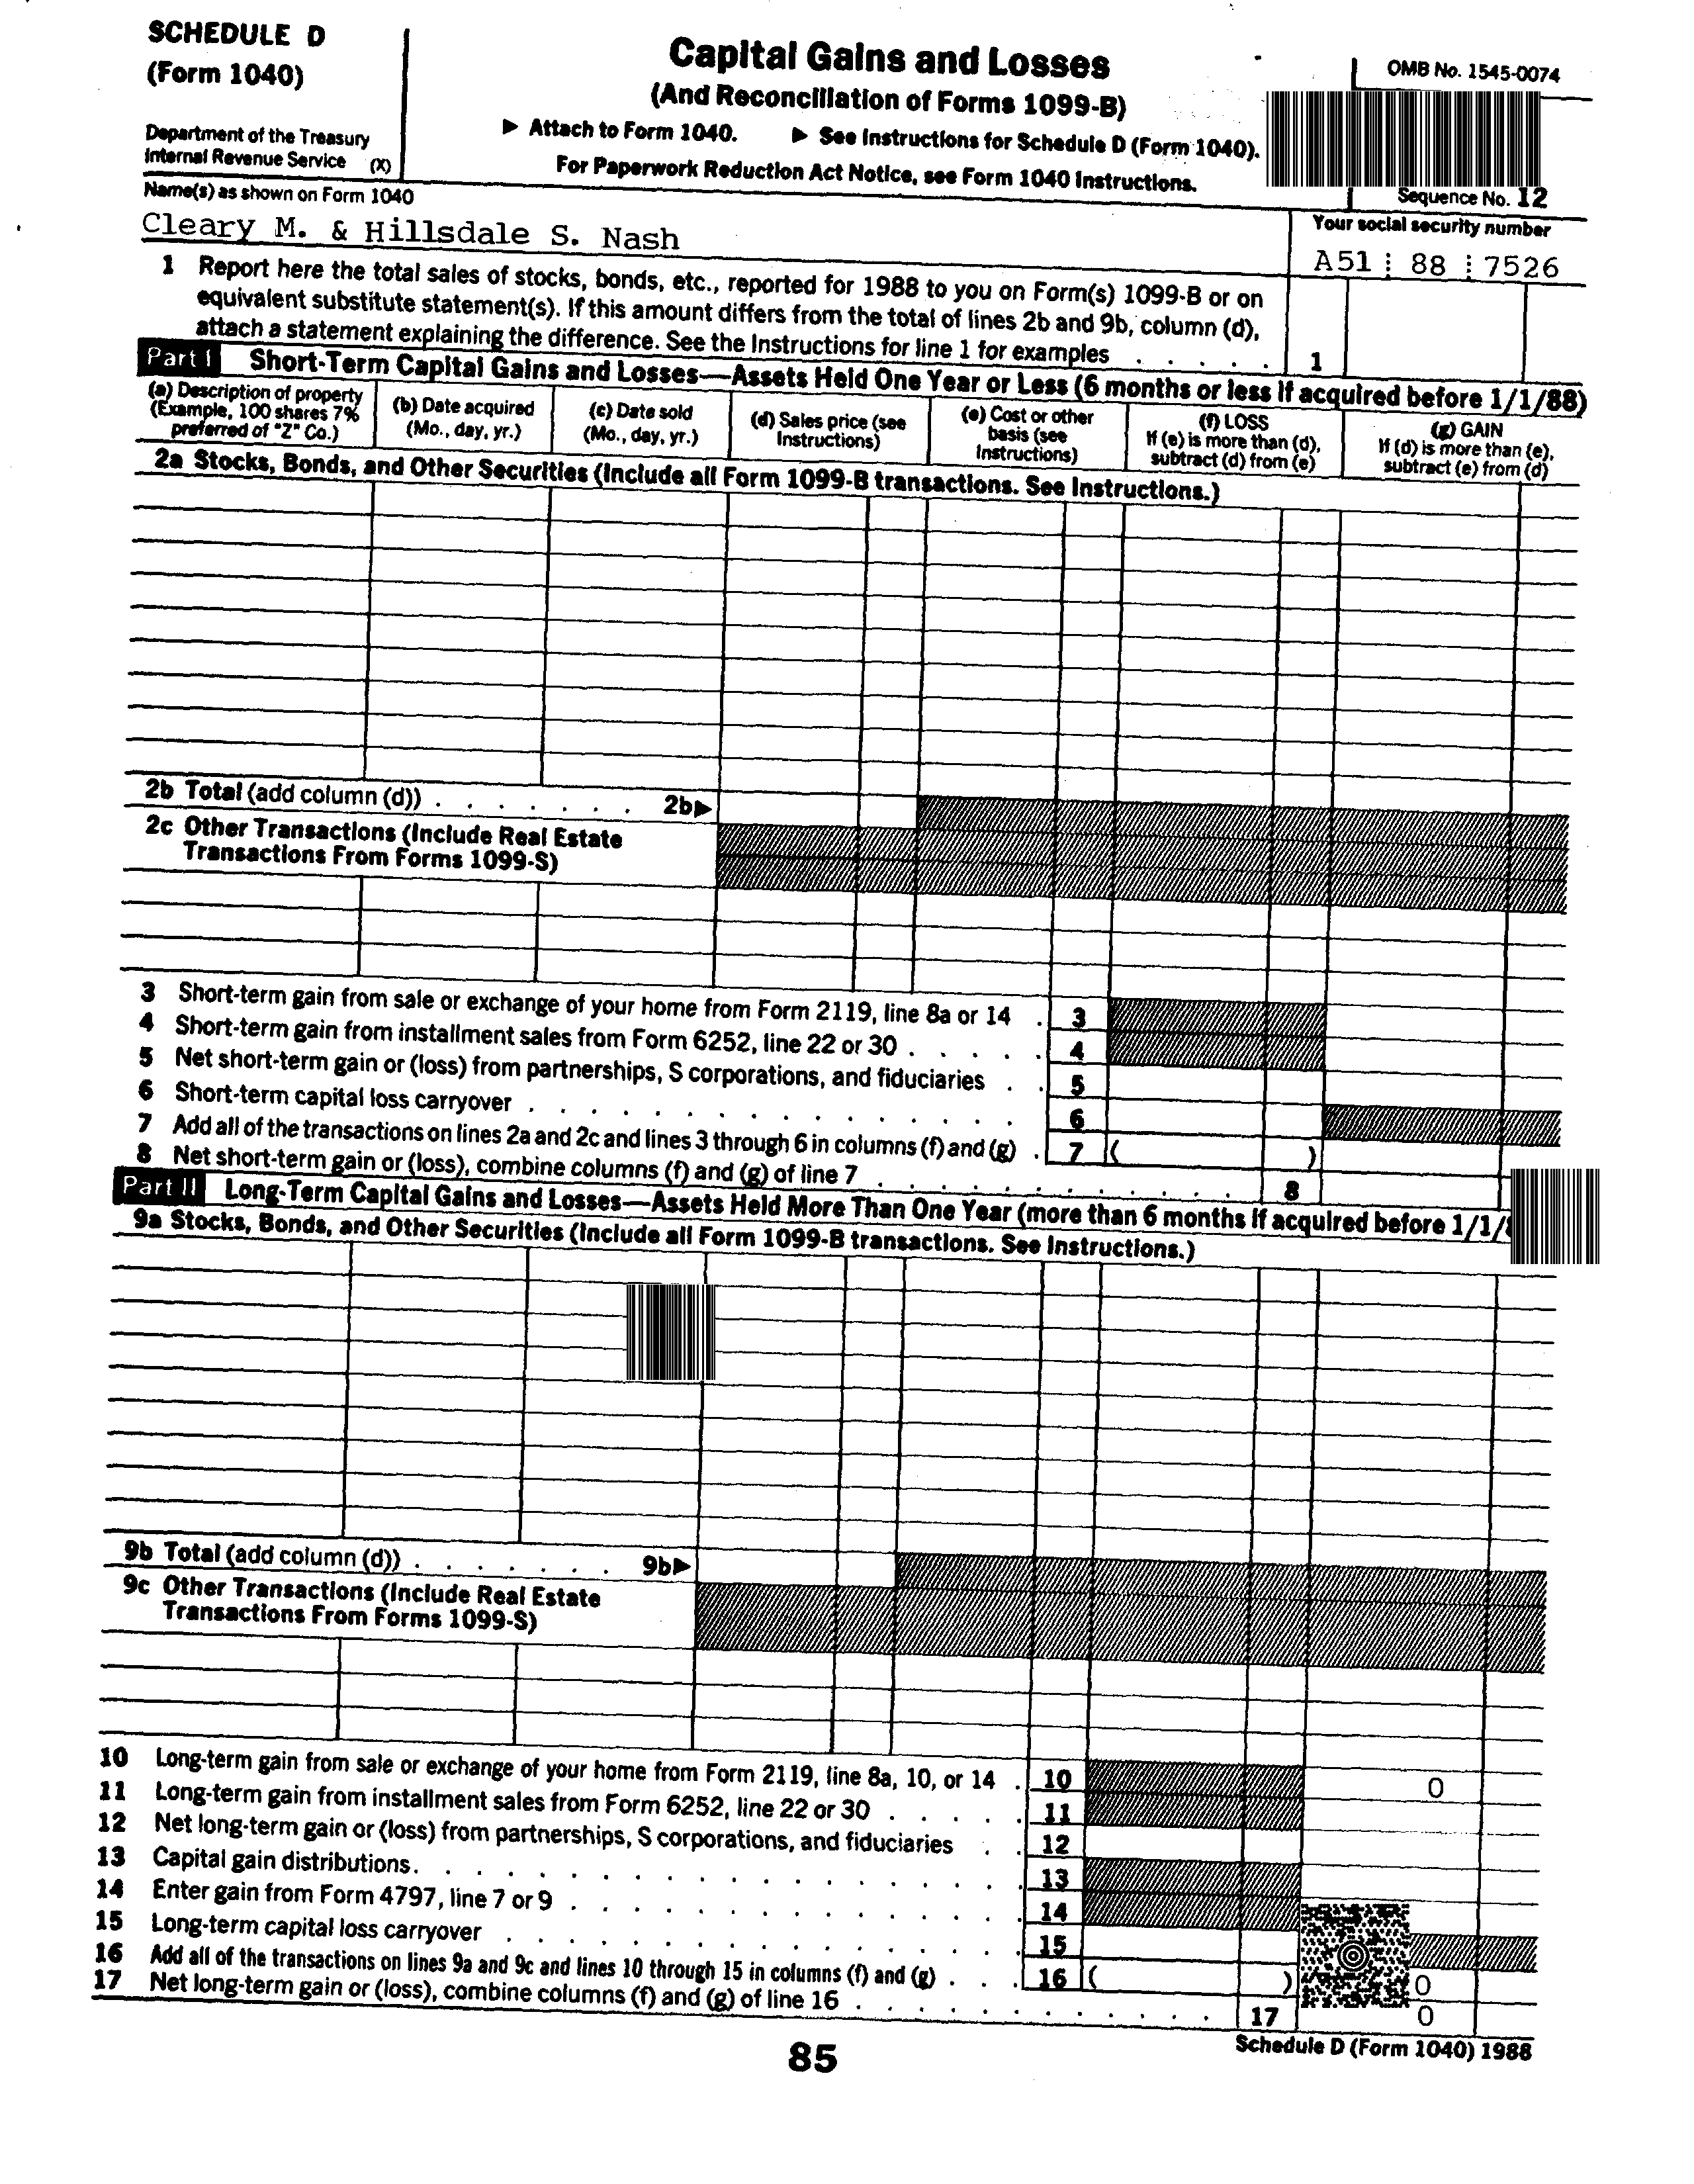 SCHEDULE D
(Form 1040)
Department of the Treasury
Internal Revenue Service (X)
Capital Gains and Losses
(And Reconciliation of Forms 1099-B)
▶ Attach to Form 1040. ▶ See Instructions for Schedule D (Form 1040).
For Paperwork Reduction Act Notice, see Form 1040 Instructions.
OMB No. 1545-0074
Sequence No. 12
Name(s) as shown on Form 1040
Cleary M. & Hillsdale S. Nash
Your social security number
A51 88 7526
1 Report here the total sales of stocks, bonds, etc., reported for 1988 to you on Form(s) 1099-B or on
equivalent substitute statement(s). If this amount differs from the total of lines 2b and 9b, column (d),
attach a statement explaining the difference. See the Instructions for line 1 for examples . . . . . 1
Part I Short-Term Capital Gains and Losses—Assets Held One Year or Less (6 months or less if acquired before 1/1/88)
(a) Description of property
(Example, 100 shares 7%
preferred of "Z" Co.)
(b) Date acquired
(Mo., day, yr.)
(c) Date sold
(Mo., day, yr.)
(d) Sales price (see
Instructions)
(e) Cost or other
basis (see
Instructions)
(f) LOSS
If (e) is more than (d),
subtract (d) from (e)
(g) GAIN
If (d) is more than (e),
subtract (e) from (d)
2a Stocks, Bonds, and Other Securities (Include all Form 1099-B transactions. See Instructions.)
2b Total (add column (d)) . . . . . . . 2b▶
2c Other Transactions (Include Real Estate
Transactions From Forms 1099-S)
3 Short-term gain from sale or exchange of your home from Form 2119, line 8a or 14 . 3
4 Short-term gain from installment sales from Form 6252, line 22 or 30 . . . . . 4
5 Net short-term gain or (loss) from partnerships, S corporations, and fiduciaries . . 5
6 Short-term capital loss carryover . . . . . . . . . . . . 6
7 Add all of the transactions on lines 2a and 2c and lines 3 through 6 in columns (f) and (g) . 7 ( )
8 Net short-term gain or (loss), combine columns (f) and (g) of line 7 . . . . . . . . . 8
Part II Long-Term Capital Gains and Losses—Assets Held More Than One Year (more than 6 months if acquired before 1/1/
9a Stocks, Bonds, and Other Securities (Include all Form 1099-B transactions. See Instructions.)
9b Total (add column (d)) . . . . . . . 9b▶
9c Other Transactions (Include Real Estate
Transactions From Forms 1099-S)
10 Long-term gain from sale or exchange of your home from Form 2119, line 8a, 10, or 14 . 10 0
11 Long-term gain from installment sales from Form 6252, line 22 or 30 . . . . . 11
12 Net long-term gain or (loss) from partnerships, S corporations, and fiduciaries . . 12
13 Capital gain distributions. . . . . . . . . . . . . . . . 13
14 Enter gain from Form 4797, line 7 or 9 . . . . . . . . . . . . 14
15 Long-term capital loss carryover . . . . . . . . . . . . . . 15
16 Add all of the transactions on lines 9a and 9c and lines 10 through 15 in columns (f) and (g) . . . 16 ( ) 0
17 Net long-term gain or (loss), combine columns (f) and (g) of line 16 . . . . . . . . . . . 17 0
85
Schedule D (Form 1040) 1988